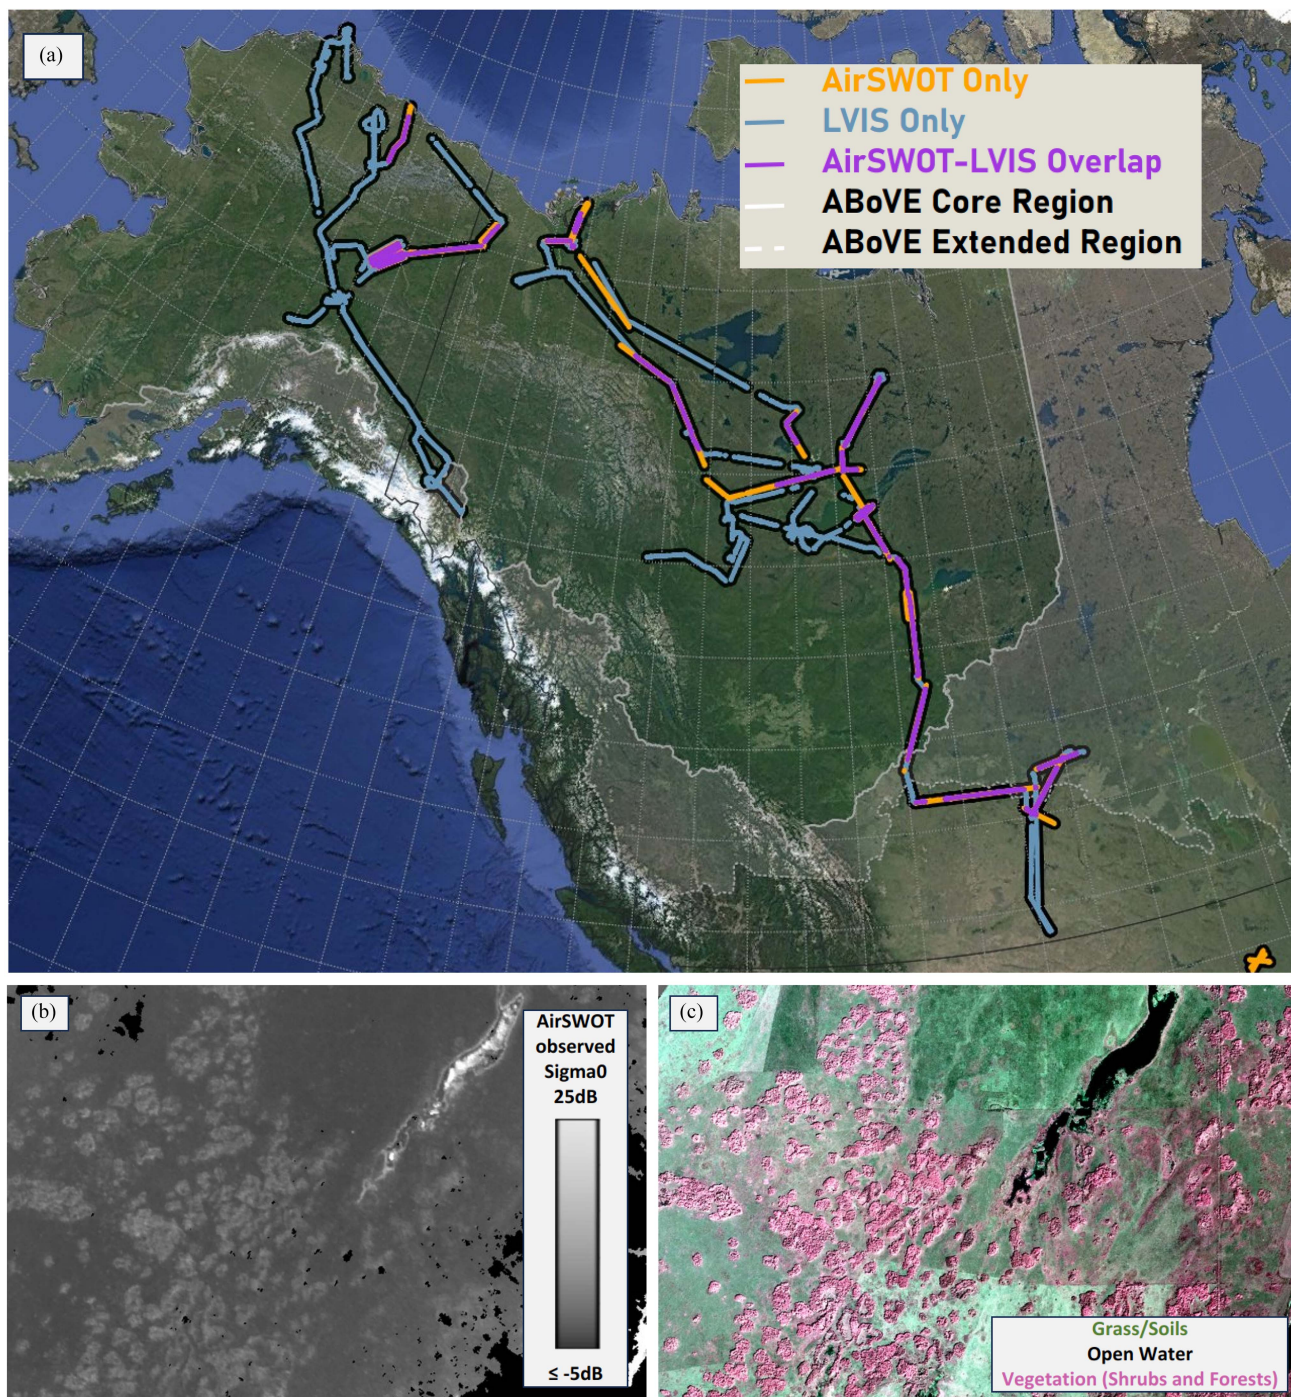 (a)
AirSWOT Only
LVIS Only
AirSWOT-LVIS Overlap
ABoVE Core Region
ABoVE Extended Region
(b)
AirSWOT
observed
Sigma0
25dB
≤ -5dB
(c)
Grass/Soils
Open Water
Vegetation (Shrubs and Forests)